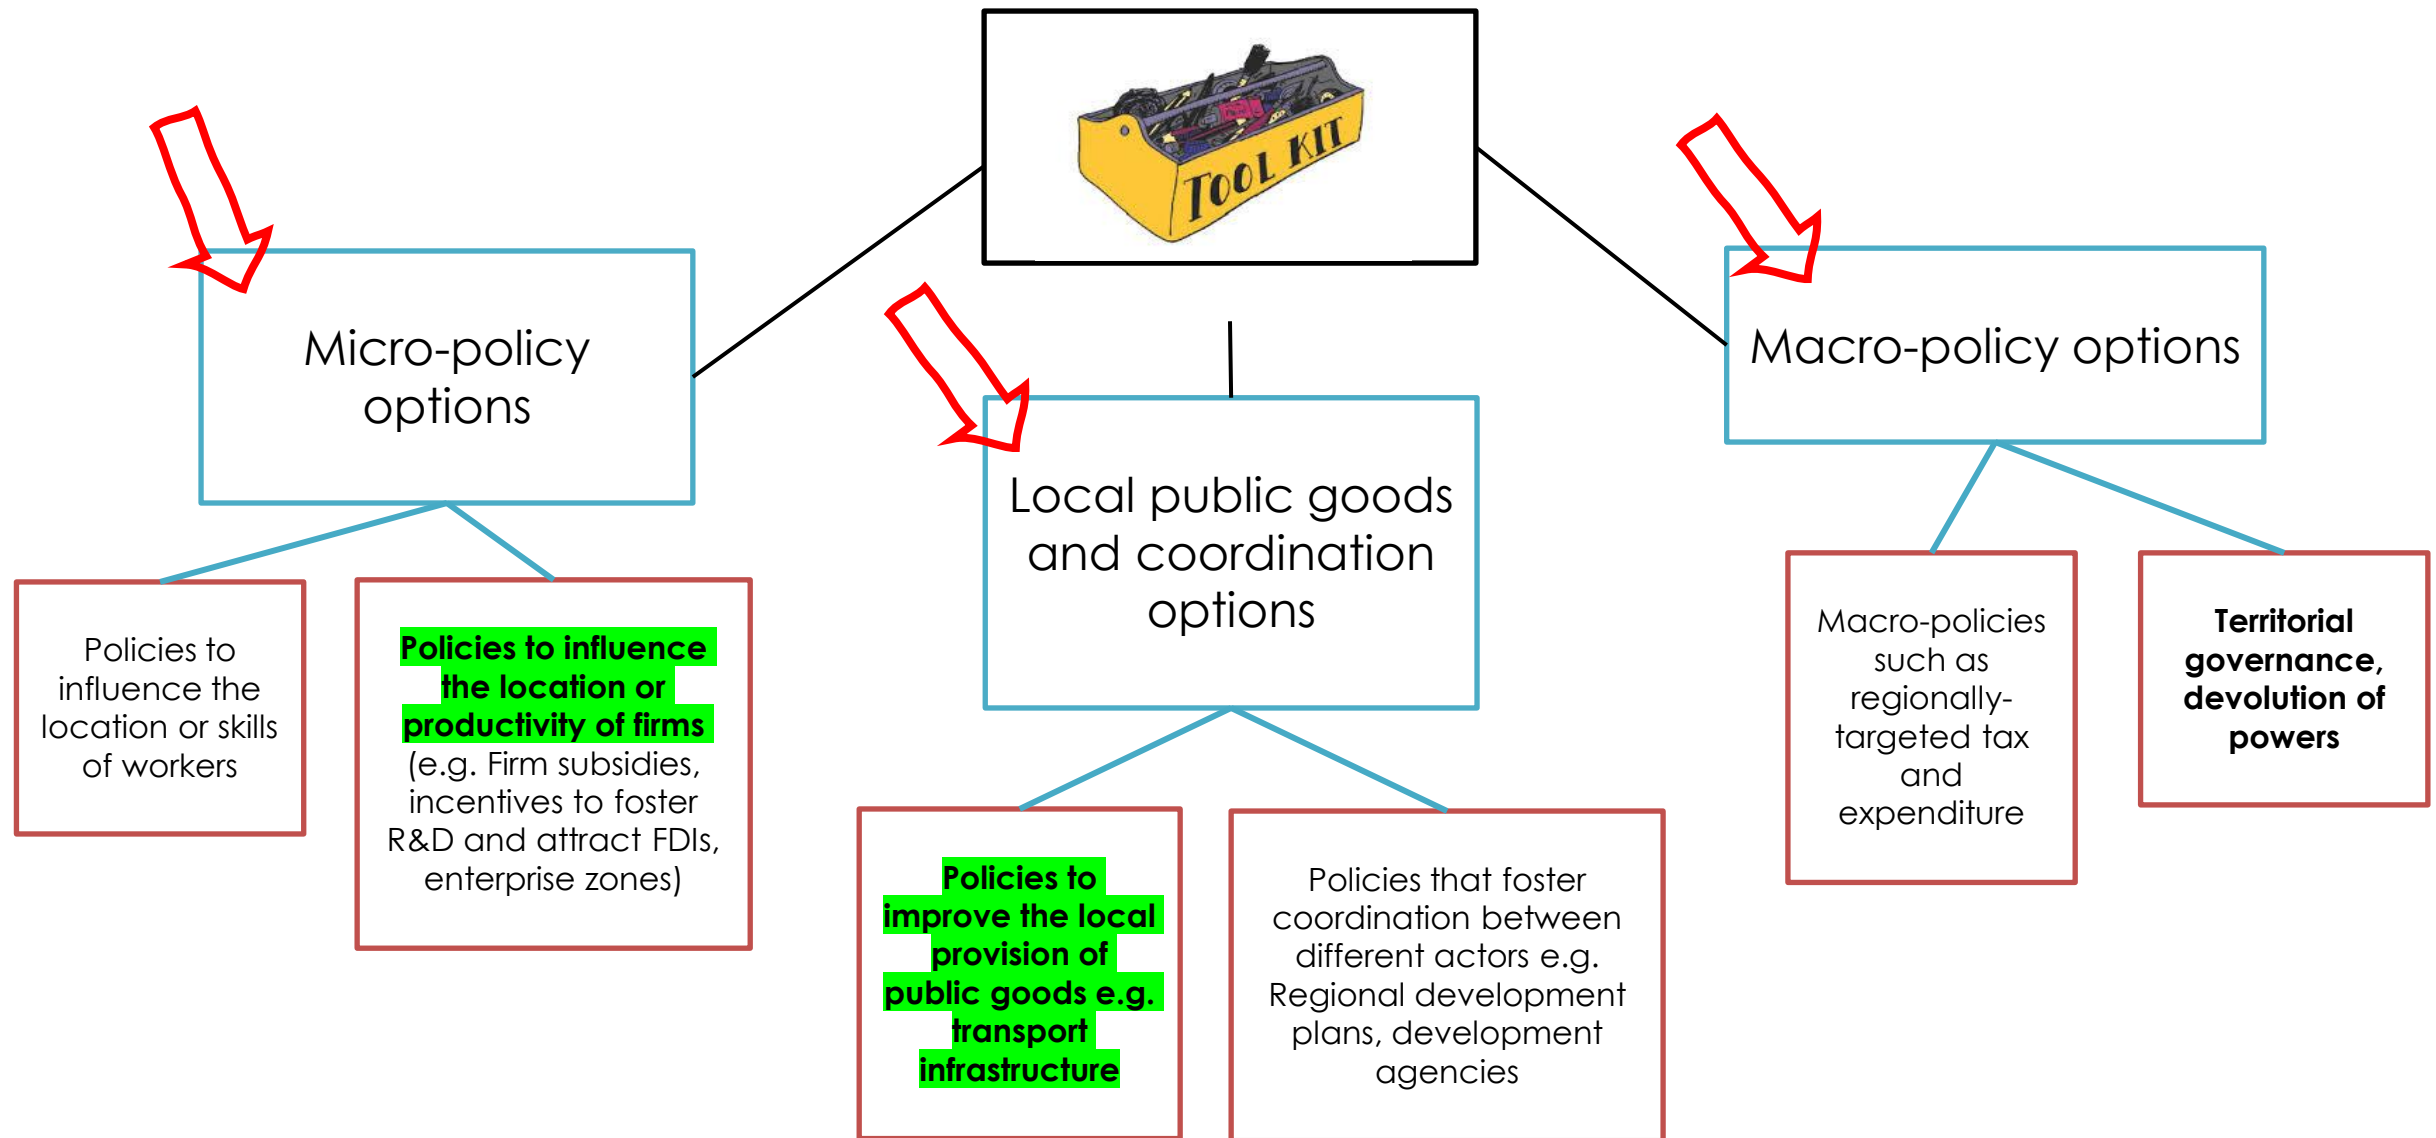 TOOL KIT
Micro-policy
options
Macro-policy options
Local public goods
and coordination
options
Policies to
influence the
location or skills
of workers
Policies to influence
the location or
productivity of firms
(e.g. Firm subsidies,
incentives to foster
R&D and attract FDIs,
enterprise zones)
Policies to
improve the local
provision of
public goods e.g.
transport
infrastructure
Policies that foster
coordination between
different actors e.g.
Regional development
plans, development
agencies
Macro-policies
such as
regionally-
targeted tax
and
expenditure
Territorial
governance,
devolution of
powers